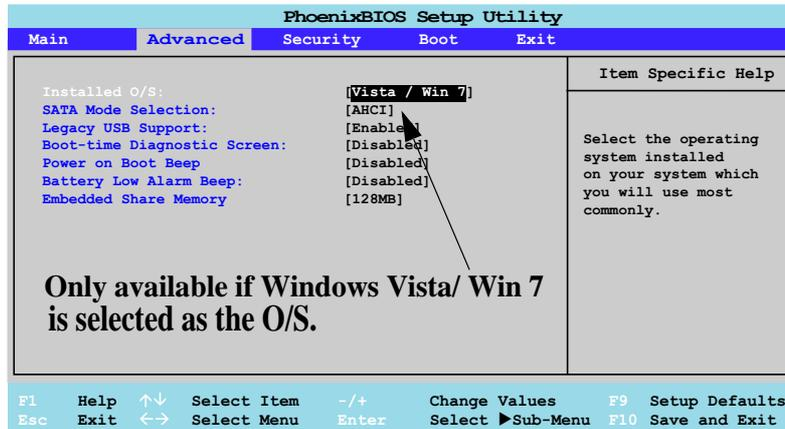 PhoenixBIOS Setup Utility
Main Advanced Security Boot Exit
Item Specific Help
Installed O/S: [Vista / Win 7]
SATA Mode Selection: [AHCI]
Legacy USB Support: [Enabled]
Boot-time Diagnostic Screen: [Disabled]
Power on Boot Beep [Disabled]
Battery Low Alarm Beep: [Disabled]
Embedded Share Memory [128MB]
Select the operating
system installed
on your system which
you will use most
commonly.
Only available if Windows Vista/ Win 7
is selected as the O/S.
F1 Help ↑↓ Select Item -/+ Change Values F9 Setup Defaults
Esc Exit ←→ Select Menu Enter Select ▶Sub-Menu F10 Save and Exit